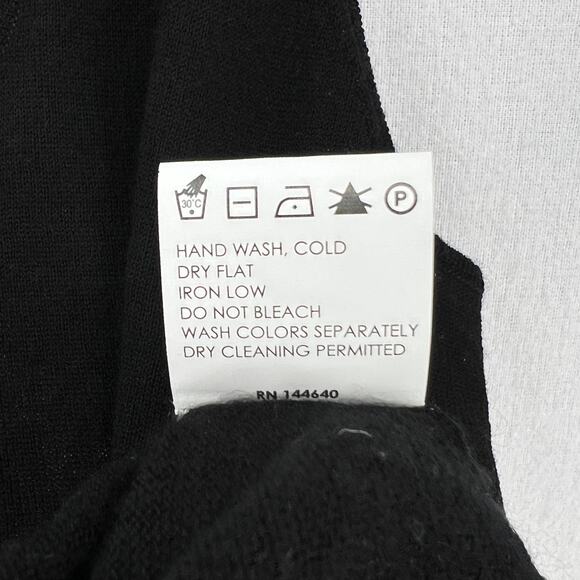 30°C P
HAND WASH, COLD
DRY FLAT
IRON LOW
DO NOT BLEACH
WASH COLORS SEPARATELY
DRY CLEANING PERMITTED
RN 144640